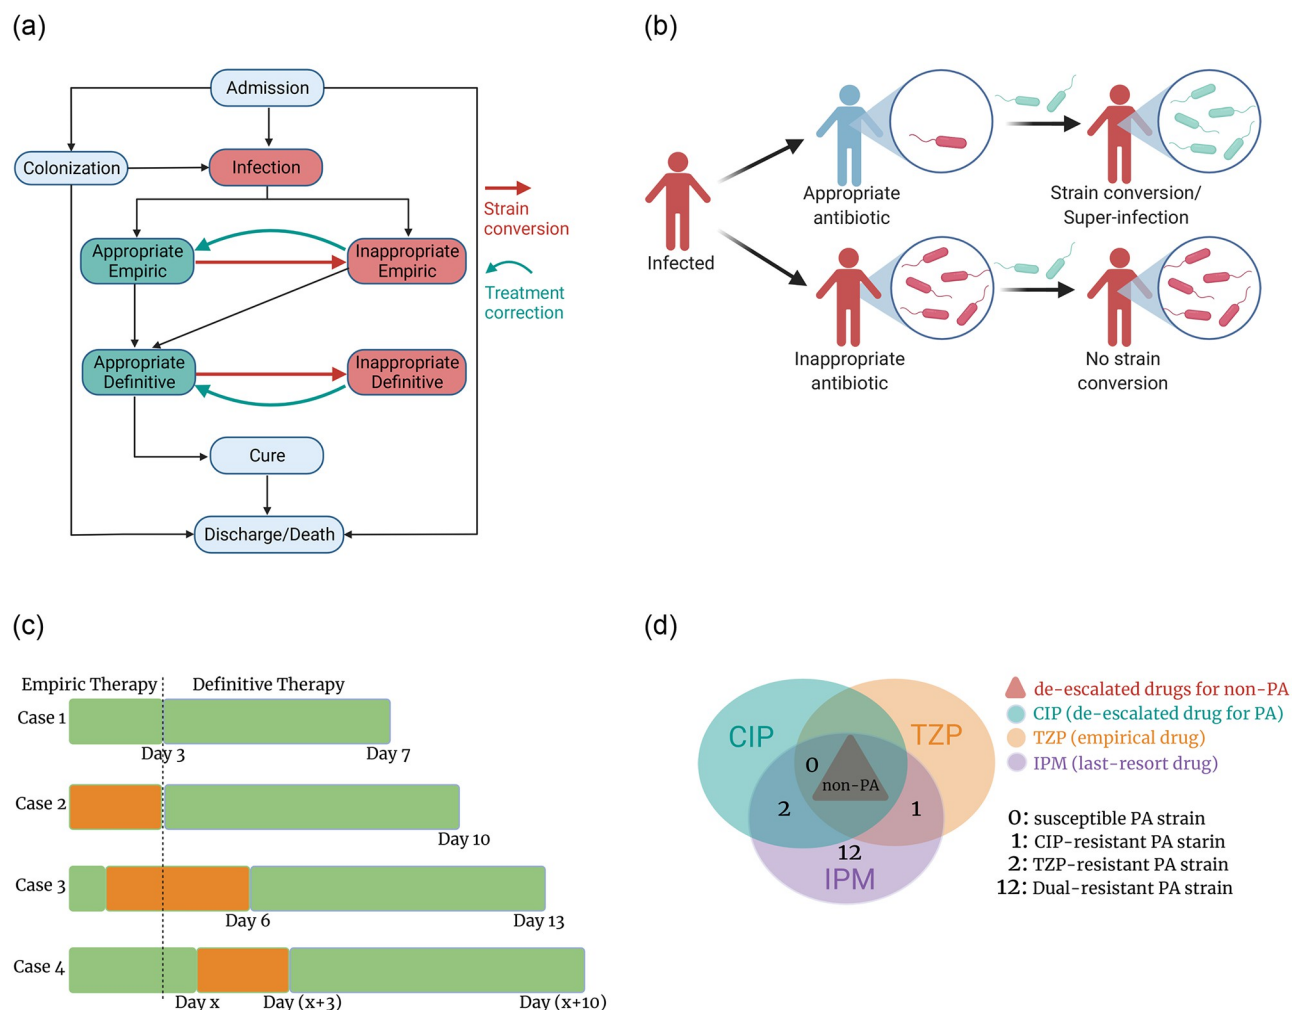 (a)
Admission
Colonization
Infection
Strain
conversion
Appropriate
Empiric
Inappropriate
Empiric
Treatment
correction
Appropriate
Definitive
Inappropriate
Definitive
Cure
Discharge/Death
(b)
Infected
Appropriate
antibiotic
Strain conversion/
Super-infection
Inappropriate
antibiotic
No strain
conversion
(c)
Empiric Therapy
Definitive Therapy
Case 1
Day 3
Day 7
Case 2
Day 10
Case 3
Day 6
Day 13
Case 4
Day x
Day (x+3)
Day (x+10)
(d)
CIP
TZP
0
non-PA
2
1
12
IPM
de-escalated drugs for non-PA
CIP (de-escalated drug for PA)
TZP (empirical drug)
IPM (last-resort drug)
0: susceptible PA strain
1: CIP-resistant PA starin
2: TZP-resistant PA strain
12: Dual-resistant PA strain